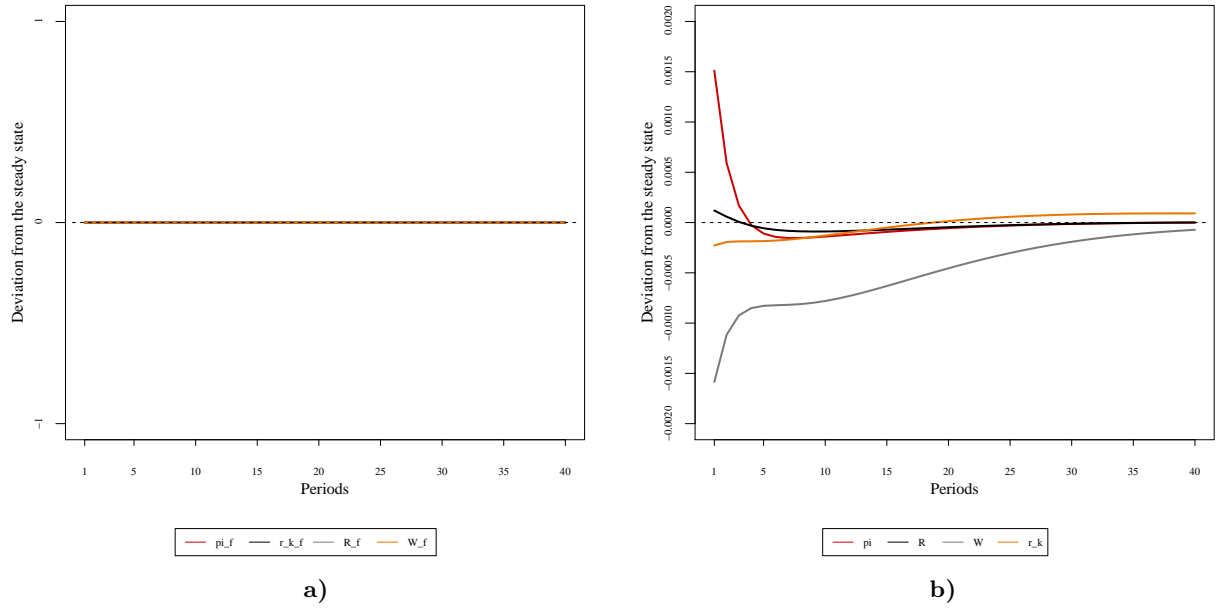 Deviation from the steady state
1
0
−1
1 5 10 15 20 25 30 35 40
Periods
pi_f r_k_f R_f W_f
a)
Deviation from the steady state
0.0020
0.0015
0.0010
0.0005
0.0000
−0.0005
−0.0010
−0.0015
−0.0020
1 5 10 15 20 25 30 35 40
Periods
pi R W r_k
b)